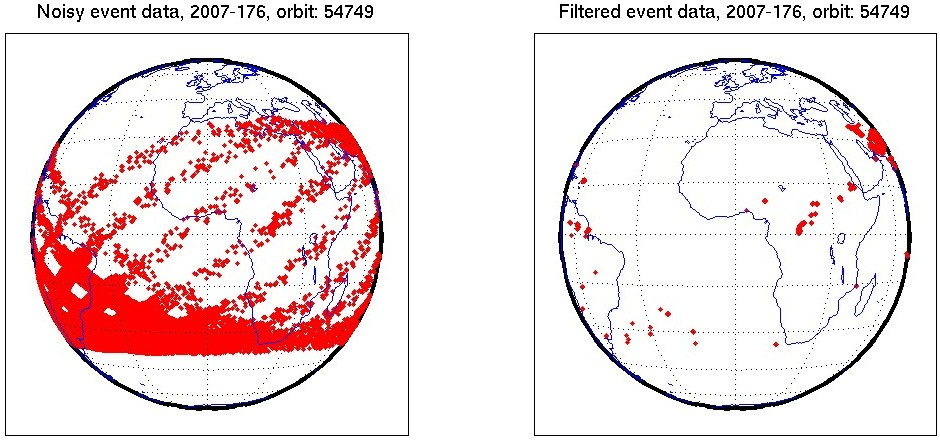 Noisy event data, 2007-176, orbit: 54749
Filtered event data, 2007-176, orbit: 54749